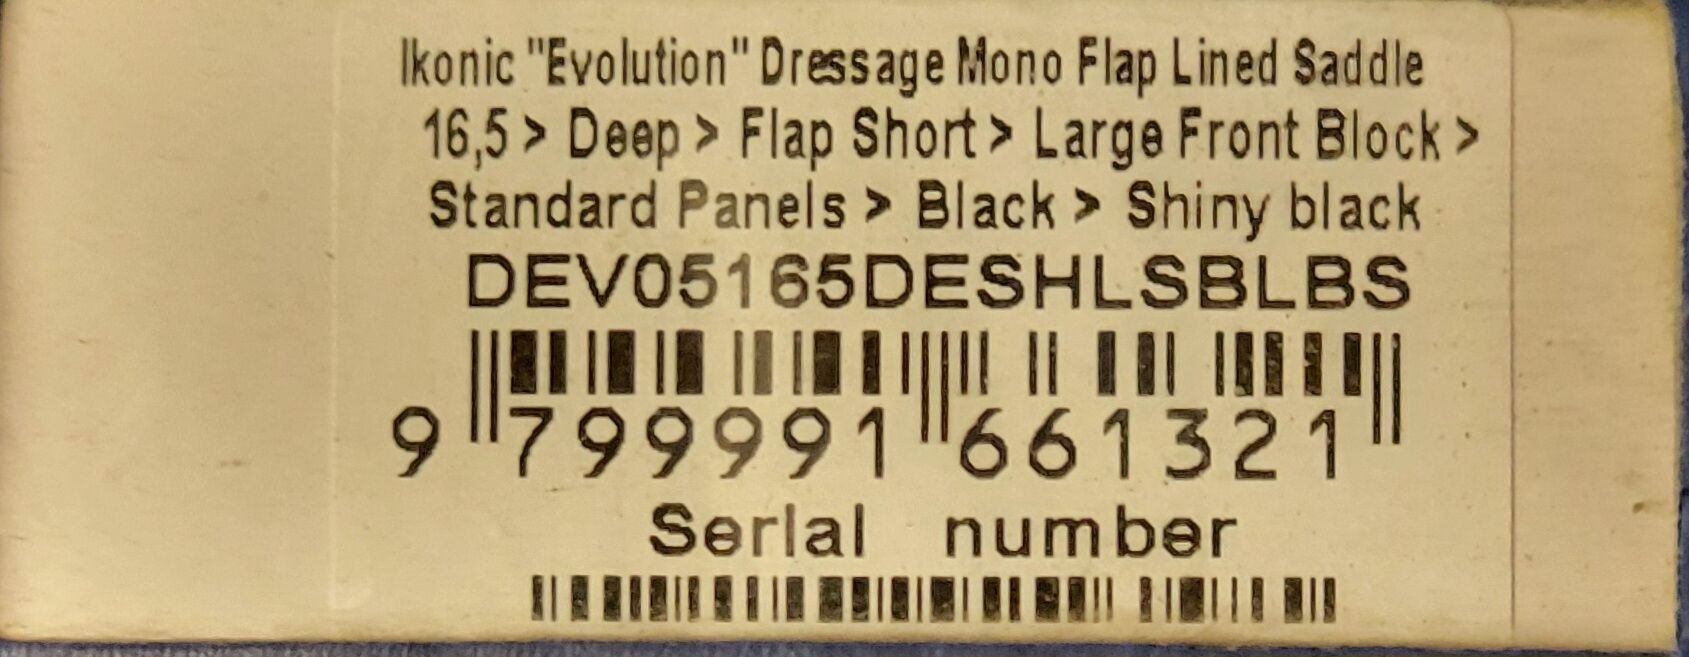 Ikonic "Evolution" Dressage Mono Flap Lined Saddle
16,5 > Deep > Flap Short > Large Front Block >
Standard Panels > Black > Shiny black
DEV05165DESHLSBLBS
9 799991 661321
Serial number